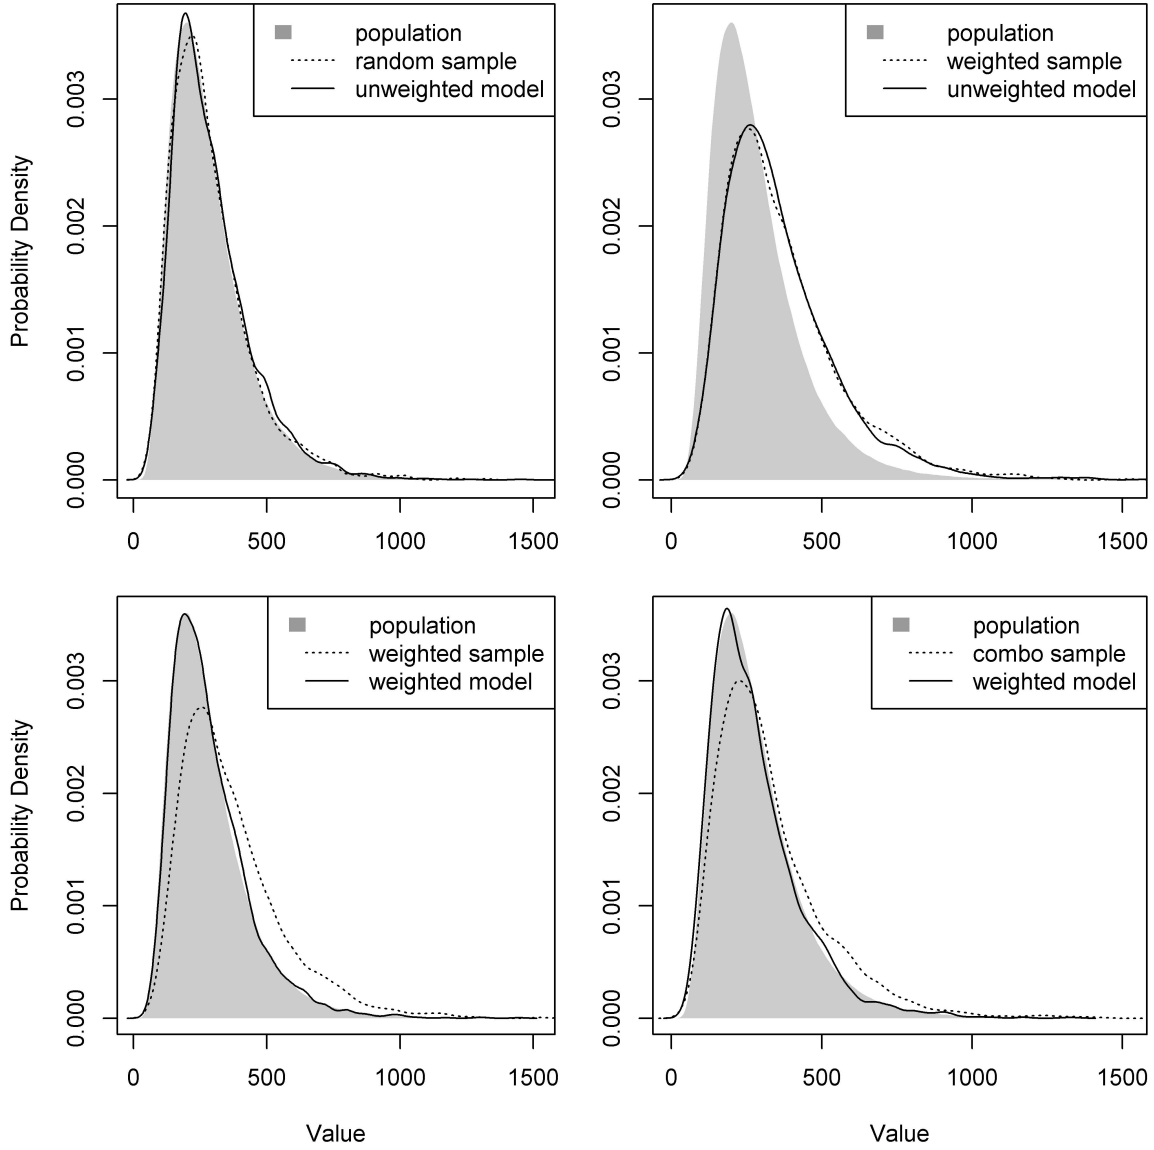 population
random sample
unweighted model
Probability Density
0.000 0.001 0.002 0.003
0 500 1000 1500
population
weighted sample
unweighted model
0.000 0.001 0.002 0.003
0 500 1000 1500
population
weighted sample
weighted model
Probability Density
0.000 0.001 0.002 0.003
0 500 1000 1500
Value
population
combo sample
weighted model
0.000 0.001 0.002 0.003
0 500 1000 1500
Value